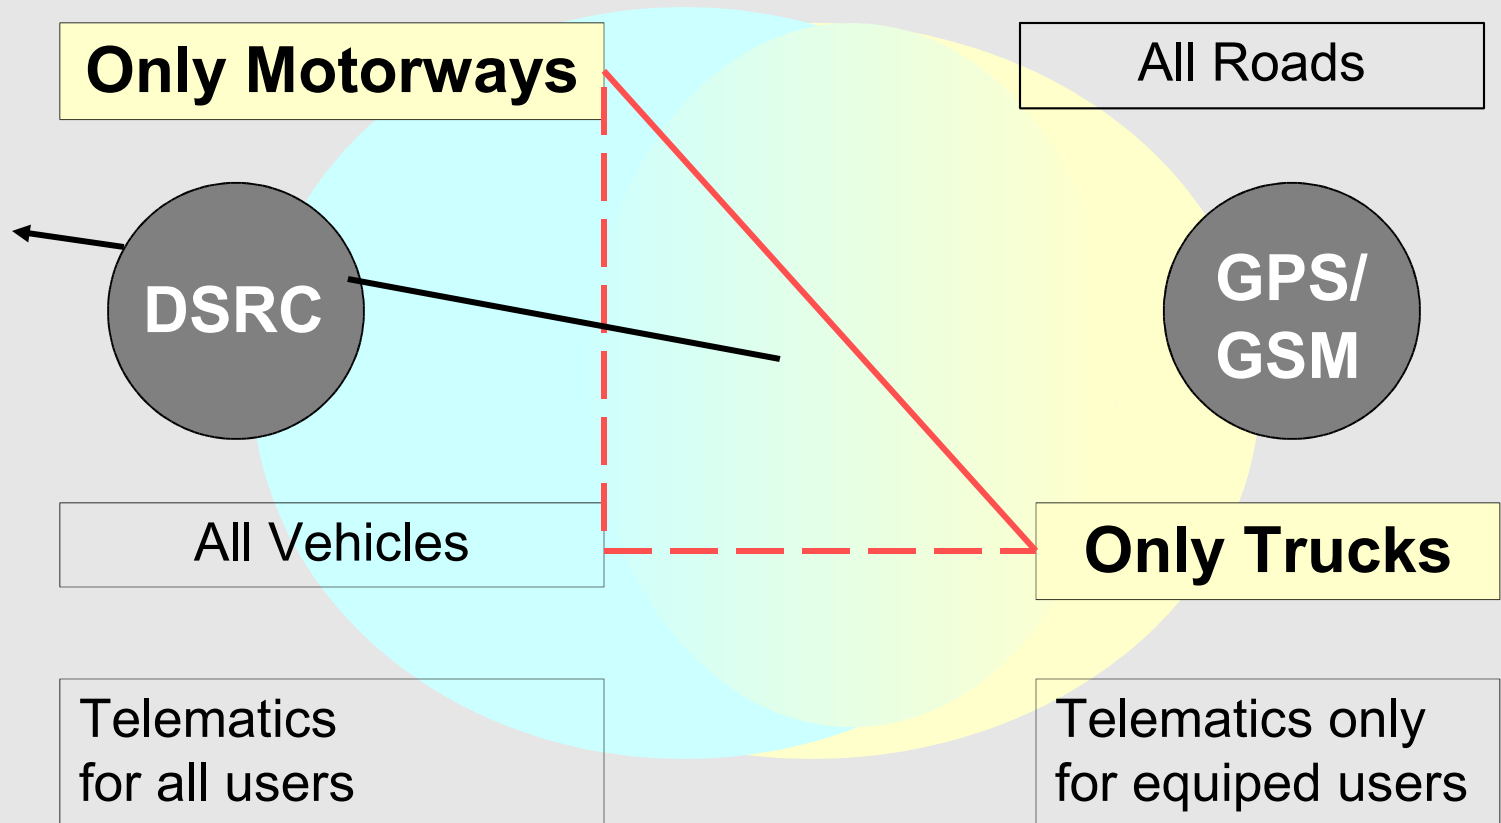 Only Motorways
All Roads
DSRC
GPS/
GSM
All Vehicles
Only Trucks
Telematics
for all users
Telematics only
for equiped users